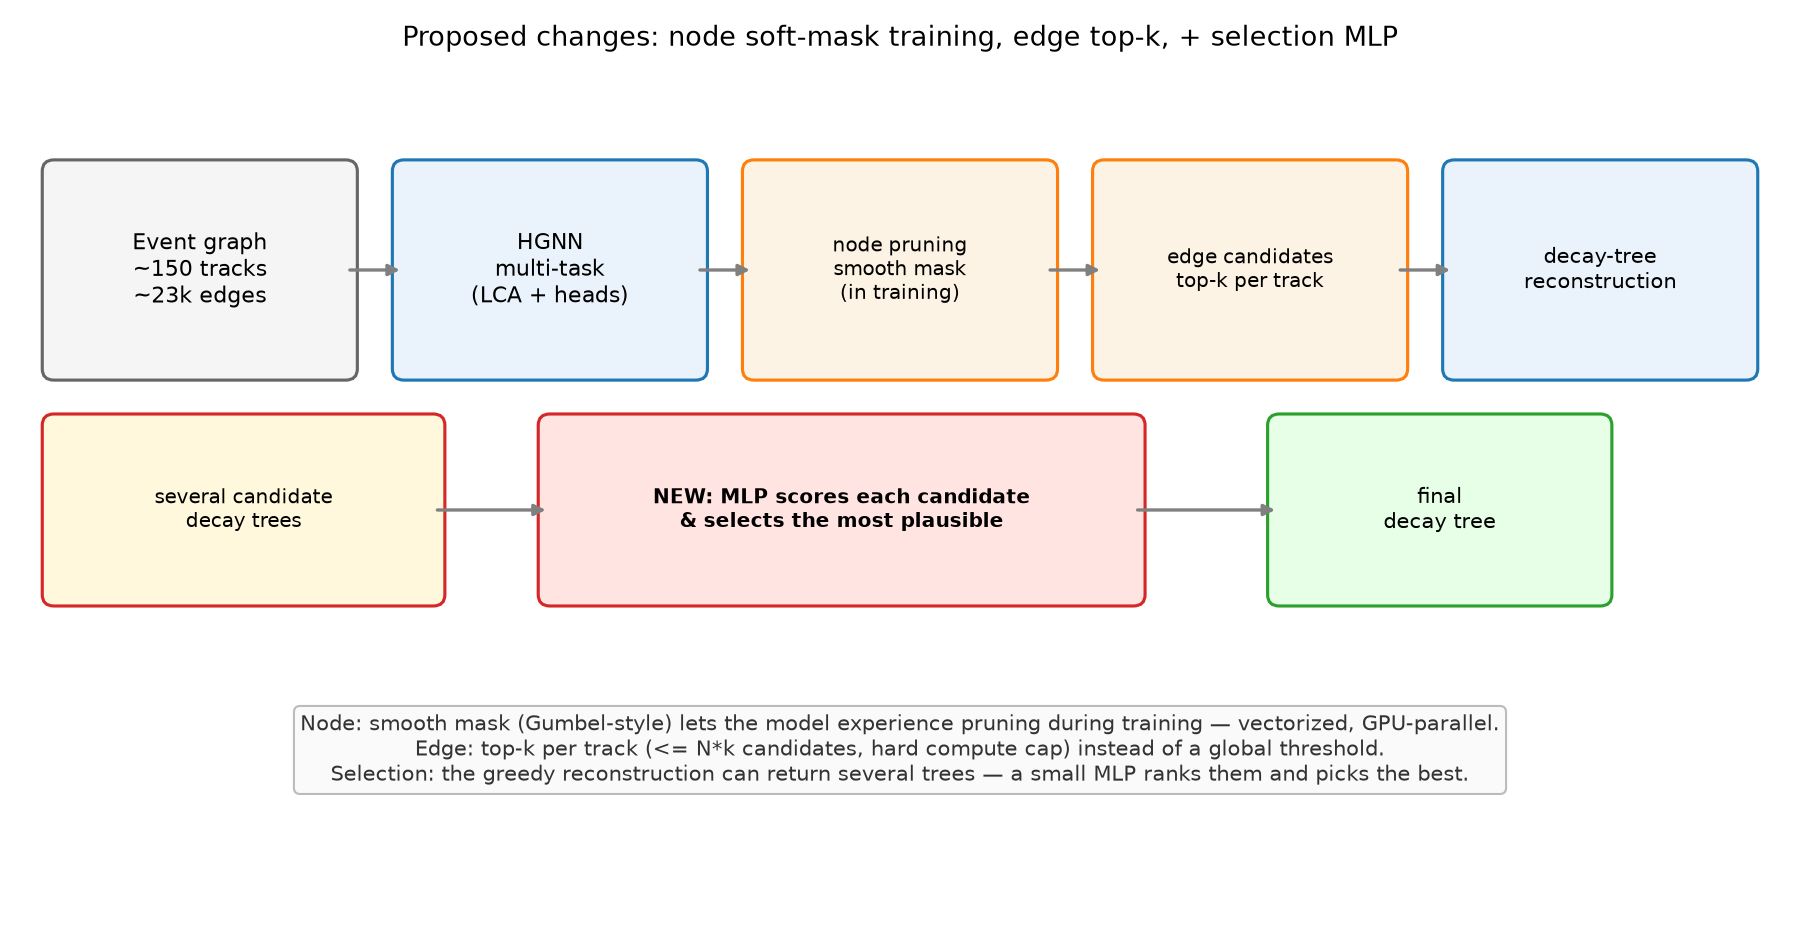 Proposed changes: node soft-mask training, edge top-k, + selection MLP
Event graph
~150 tracks
~23k edges
HGNN
multi-task
(LCA + heads)
node pruning
smooth mask
(in training)
edge candidates
top-k per track
decay-tree
reconstruction
several candidate
decay trees
NEW: MLP scores each candidate
& selects the most plausible
final
decay tree
Node: smooth mask (Gumbel-style) lets the model experience pruning during training — vectorized, GPU-parallel.
Edge: top-k per track (<= N*k candidates, hard compute cap) instead of a global threshold.
Selection: the greedy reconstruction can return several trees — a small MLP ranks them and picks the best.